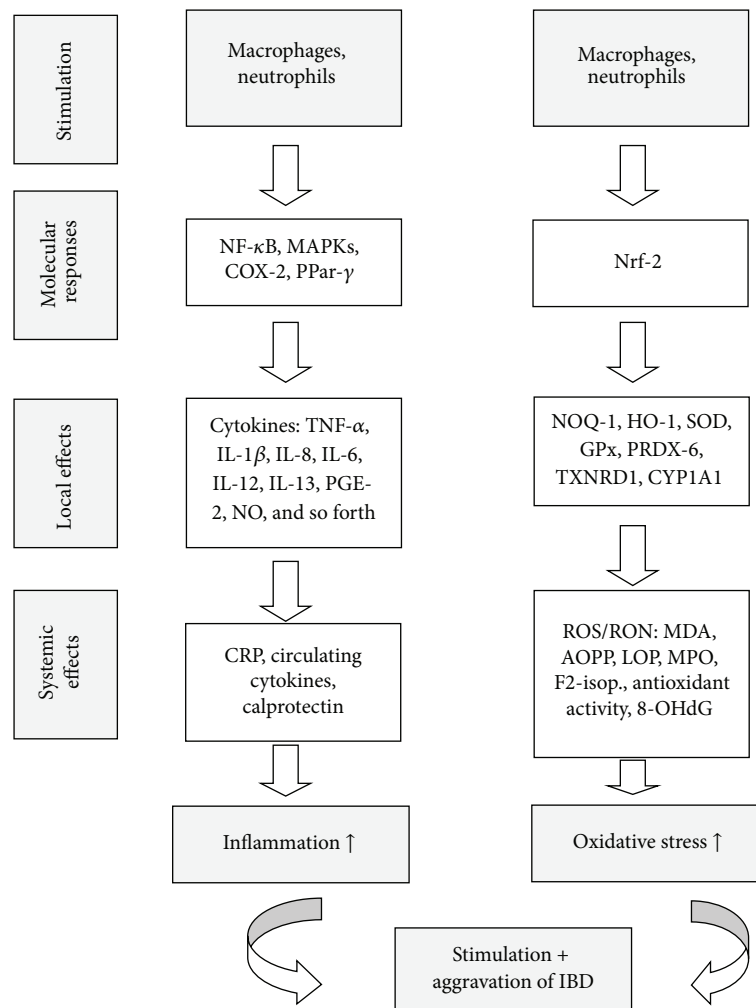 Stimulation
Macrophages,
neutrophils
Macrophages,
neutrophils
Molecular
responses
NF-κB, MAPKs,
COX-2, PPar-γ
Nrf-2
Local effects
Cytokines: TNF-α,
IL-1β, IL-8, IL-6,
IL-12, IL-13, PGE-
2, NO, and so forth
NOQ-1, HO-1, SOD,
GPx, PRDX-6,
TXNRD1, CYP1A1
Systemic
effects
CRP, circulating
cytokines,
calprotectin
ROS/RON: MDA,
AOPP, LOP, MPO,
F2-isop., antioxidant
activity, 8-OHdG
Inflammation ↑
Oxidative stress ↑
Stimulation +
aggravation of IBD